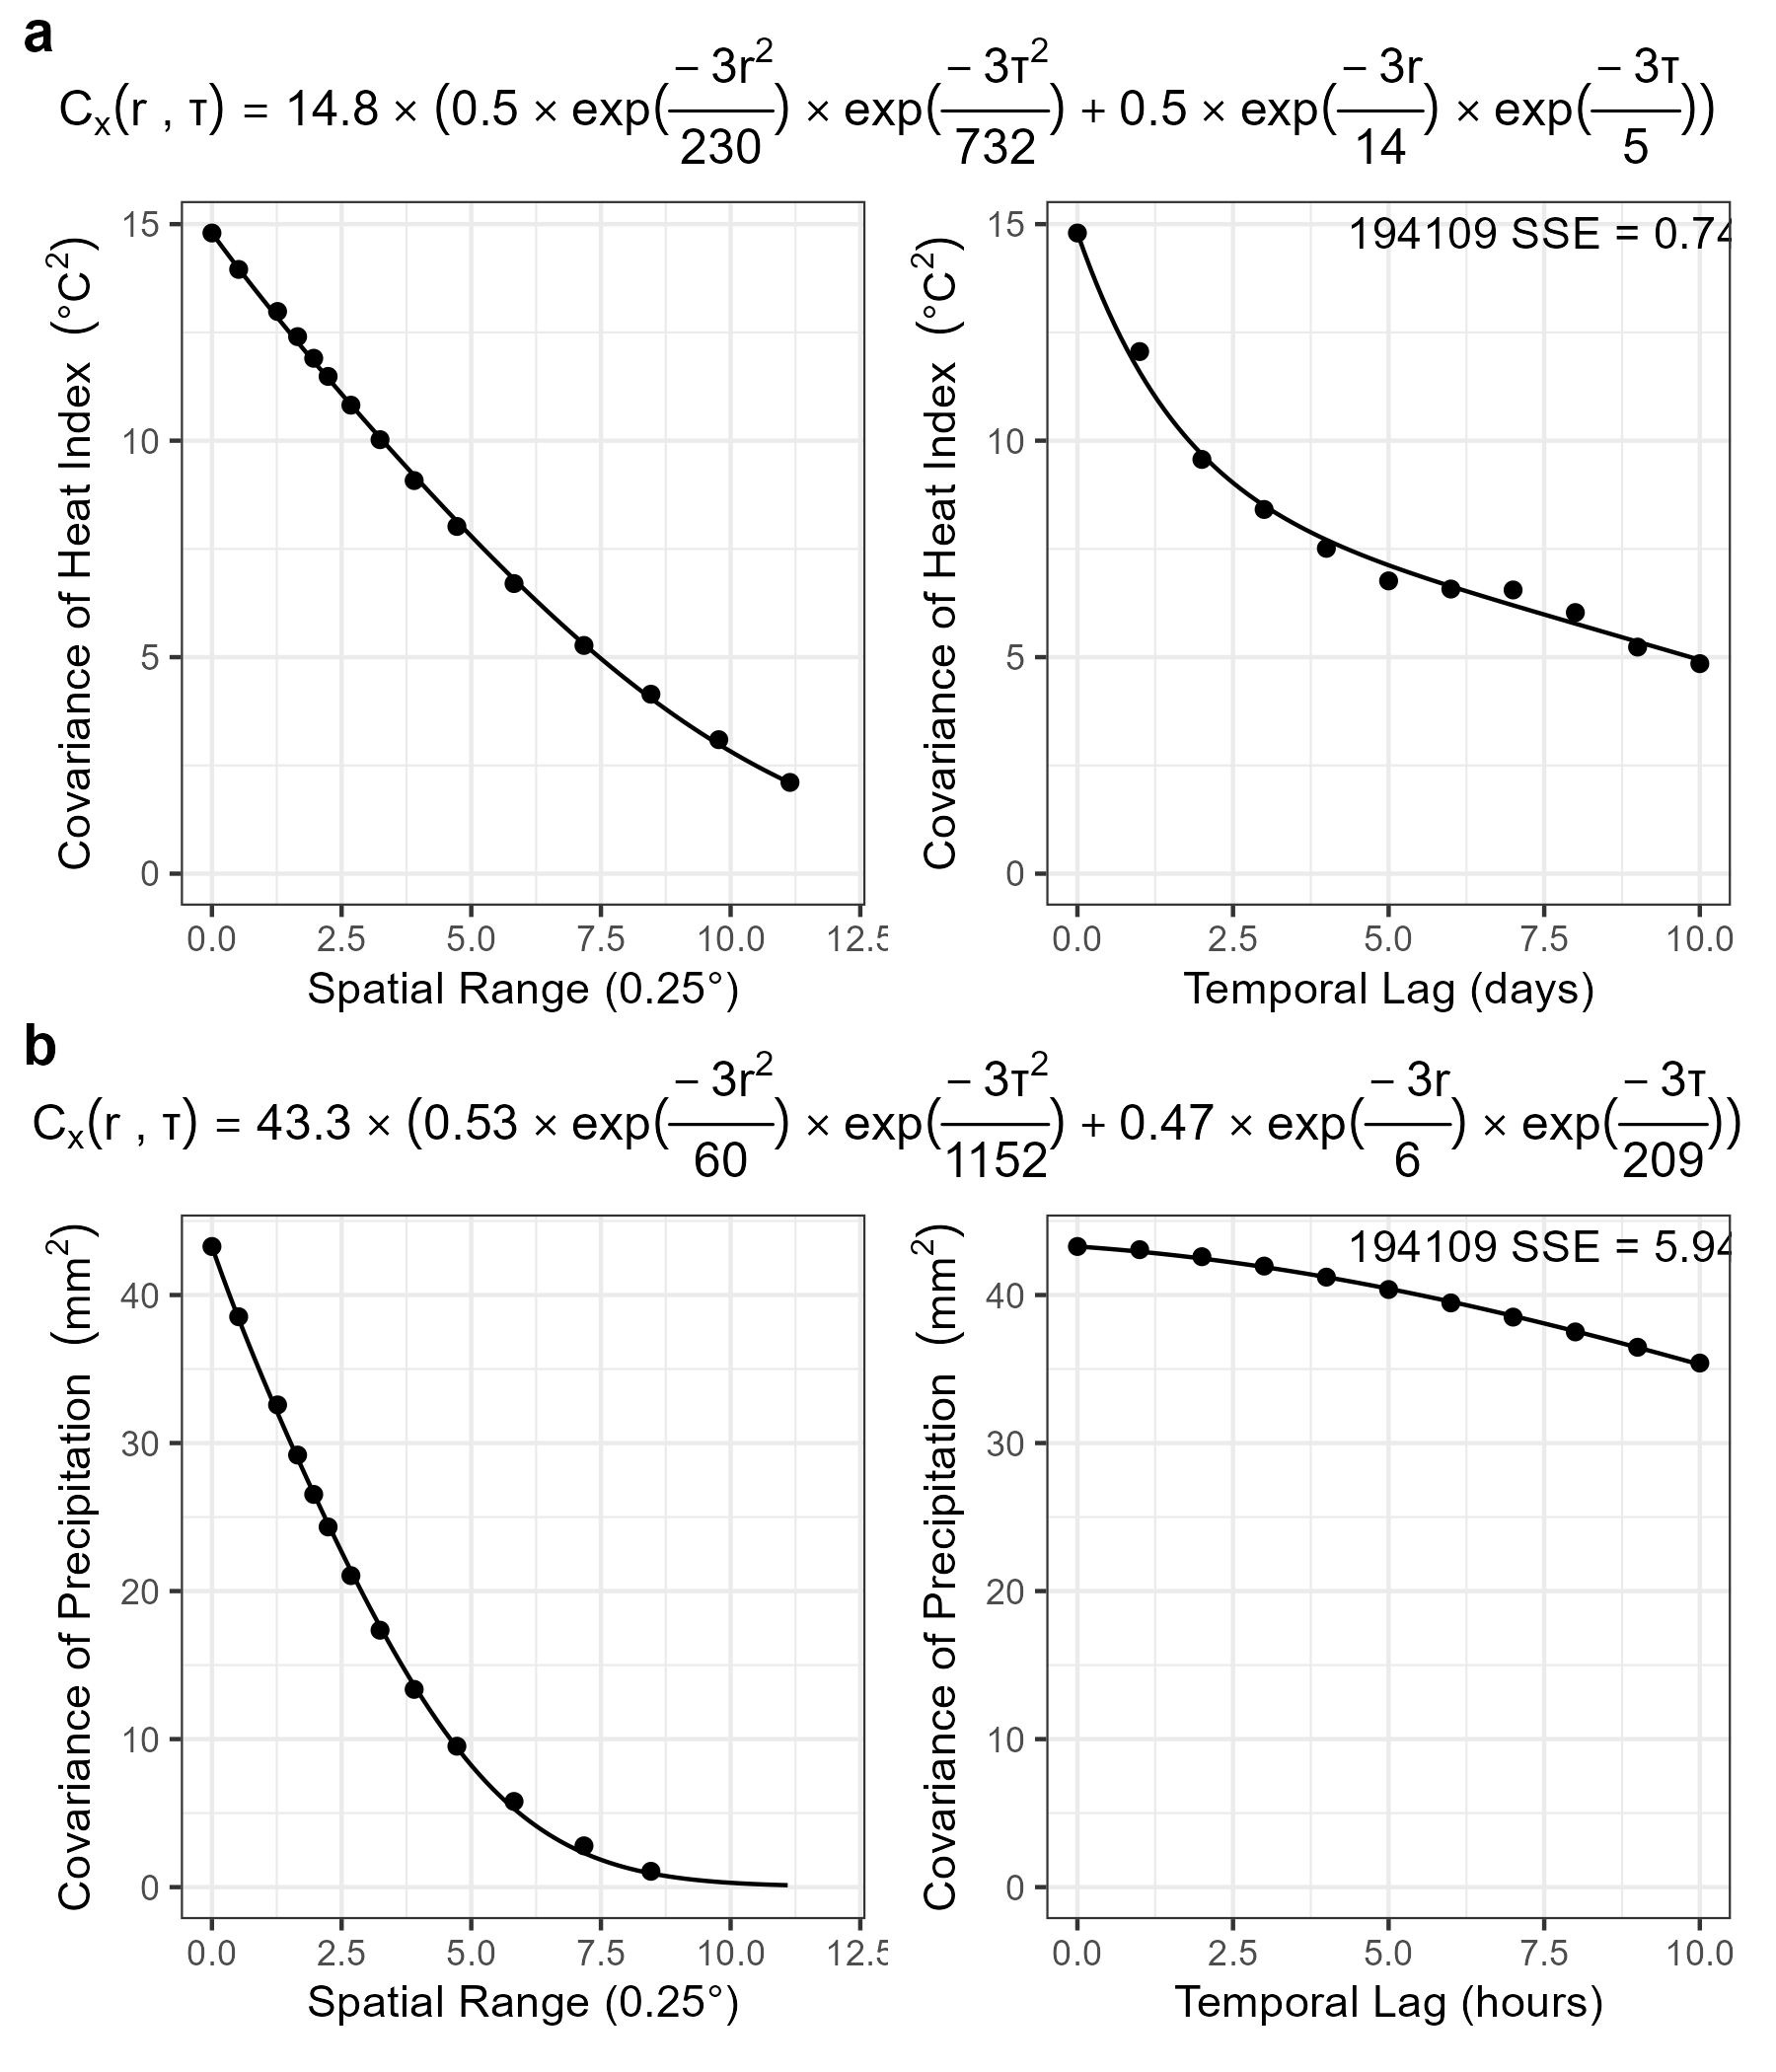 a
Cₓ(r , τ) = 14.8 × (0.5 × exp(− 3r² / 230) × exp(− 3τ² / 732) + 0.5 × exp(− 3r / 14) × exp(− 3τ / 5))
Covariance of Heat Index (°C²)
15
10
5
0
0.0 2.5 5.0 7.5 10.0 12.5
Spatial Range (0.25°)
Covariance of Heat Index (°C²)
194109 SSE = 0.74
15
10
5
0
0.0 2.5 5.0 7.5 10.0
Temporal Lag (days)
b
Cₓ(r , τ) = 43.3 × (0.53 × exp(− 3r² / 60) × exp(− 3τ² / 1152) + 0.47 × exp(− 3r / 6) × exp(− 3τ / 209))
Covariance of Precipitation (mm²)
40
30
20
10
0
0.0 2.5 5.0 7.5 10.0 12.5
Spatial Range (0.25°)
Covariance of Precipitation (mm²)
194109 SSE = 5.94
40
30
20
10
0
0.0 2.5 5.0 7.5 10.0
Temporal Lag (hours)